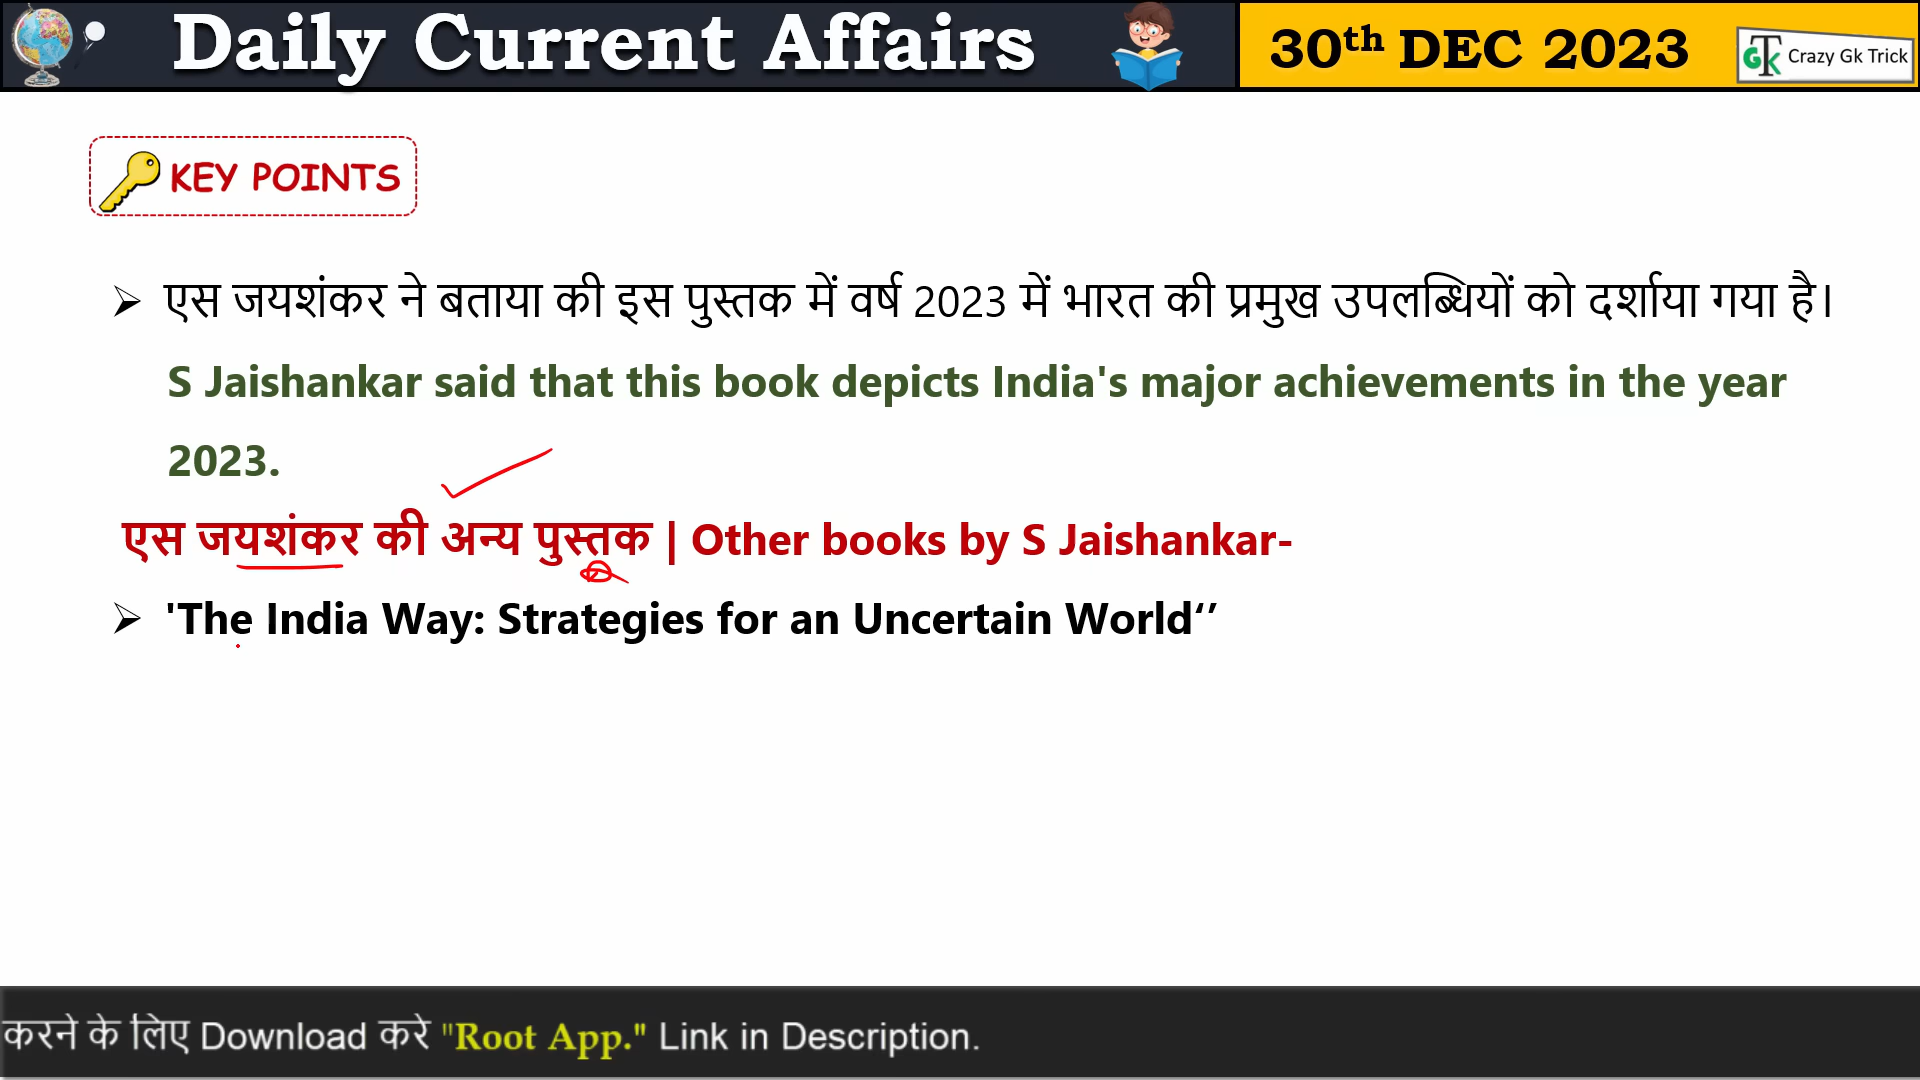 Daily Current Affairs
30th DEC 2023
GTK Crazy Gk Trick
KEY POINTS
➢ एस जयशंकर ने बताया की इस पुस्तक में वर्ष 2023 में भारत की प्रमुख उपलब्धियों को दर्शाया गया है।
S Jaishankar said that this book depicts India's major achievements in the year
2023.
एस जयशंकर की अन्य पुस्तक | Other books by S Jaishankar-
➢ 'The India Way: Strategies for an Uncertain World‘’
करने के लिए Download करे "Root App." Link in Description.